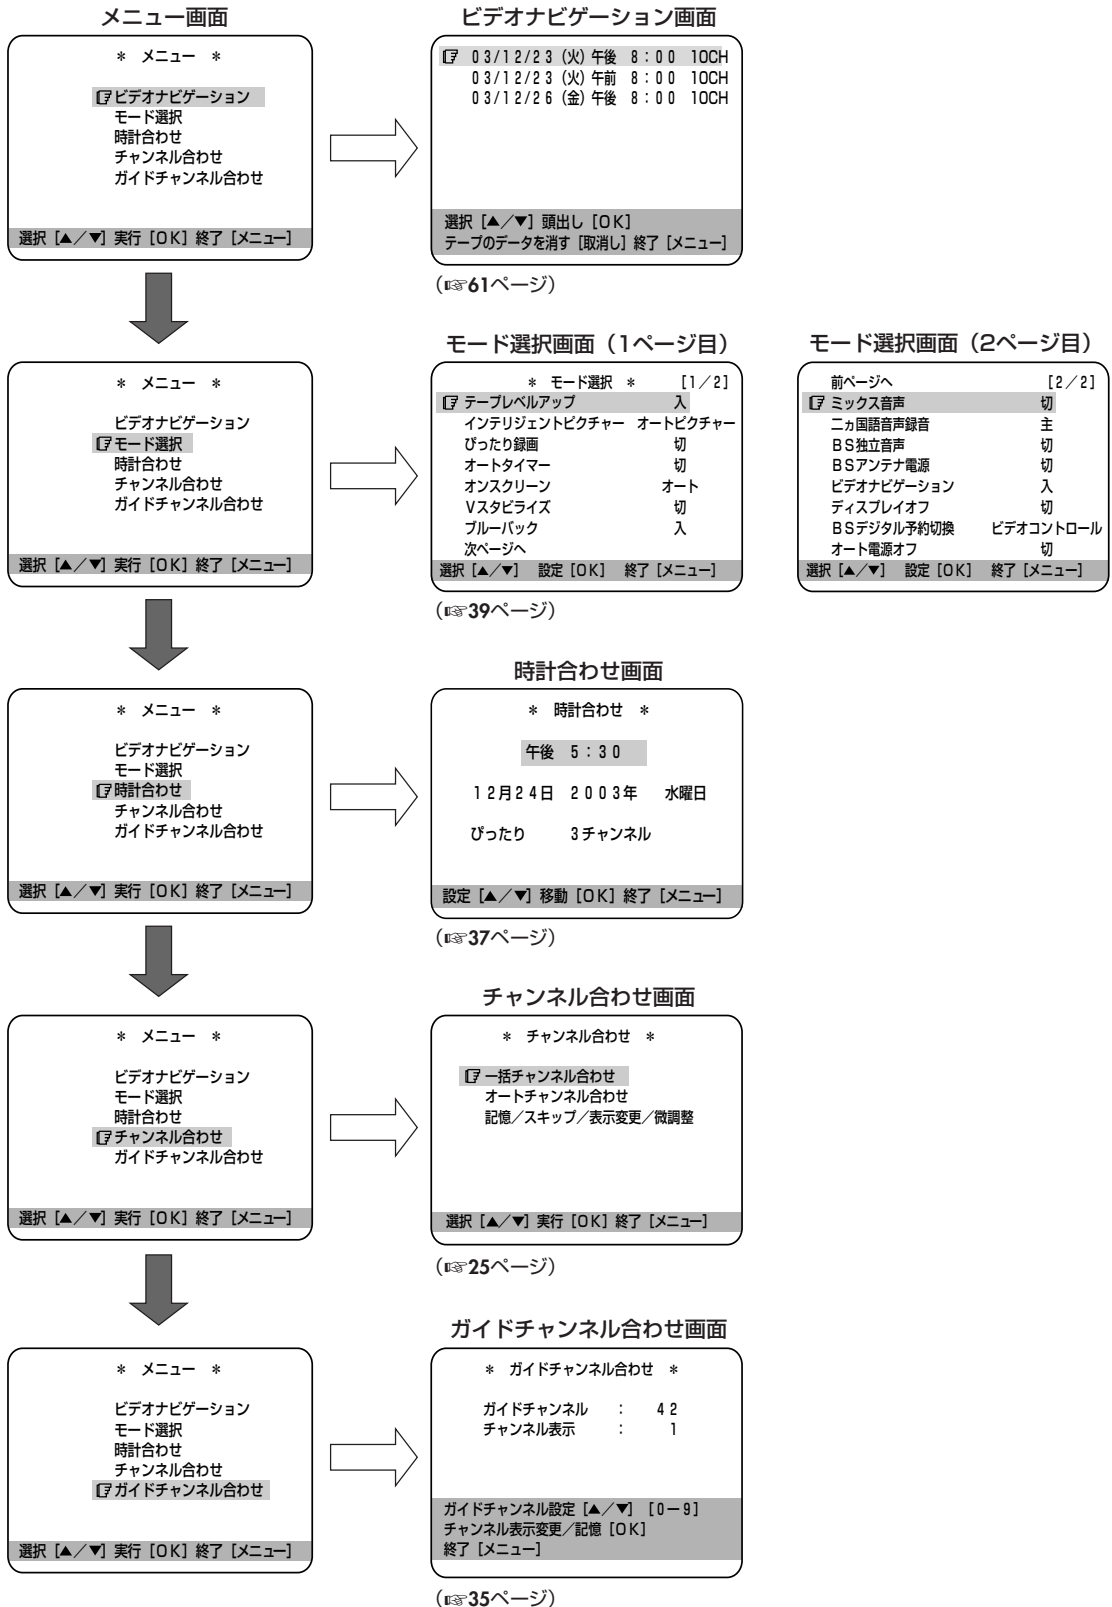 メニュー画面
＊　メニュー　＊
ビデオナビゲーション
モード選択
時計合わせ
チャンネル合わせ
ガイドチャンネル合わせ
選択［▲／▼］実行［OK］終了［メニュー］
ビデオナビゲーション画面
03/12/23（火）午後 8：00 10CH
03/12/23（火）午前 8：00 10CH
03/12/26（金）午後 8：00 10CH
選択［▲／▼］頭出し［OK］
テープのデータを消す［取消し］終了［メニュー］
（☞61ページ）
＊　メニュー　＊
ビデオナビゲーション
モード選択
時計合わせ
チャンネル合わせ
ガイドチャンネル合わせ
選択［▲／▼］実行［OK］終了［メニュー］
モード選択画面（1ページ目）
＊　モード選択　＊　［1／2］
テープレベルアップ　入
インテリジェントピクチャー　オートピクチャー
ぴったり録画　切
オートタイマー　切
オンスクリーン　オート
Vスタビライズ　切
ブルーバック　入
次ページへ
選択［▲／▼］　設定［OK］　終了［メニュー］
（☞39ページ）
モード選択画面（2ページ目）
前ページへ　［2／2］
ミックス音声　切
二ヵ国語音声録音　主
BS独立音声　切
BSアンテナ電源　切
ビデオナビゲーション　入
ディスプレイオフ　切
BSデジタル予約切換　ビデオコントロール
オート電源オフ　切
選択［▲／▼］　設定［OK］　終了［メニュー］
＊　メニュー　＊
ビデオナビゲーション
モード選択
時計合わせ
チャンネル合わせ
ガイドチャンネル合わせ
選択［▲／▼］実行［OK］終了［メニュー］
時計合わせ画面
＊　時計合わせ　＊
午後　5：30
12月24日　2003年　水曜日
ぴったり　3チャンネル
設定［▲／▼］移動［OK］終了［メニュー］
（☞37ページ）
＊　メニュー　＊
ビデオナビゲーション
モード選択
時計合わせ
チャンネル合わせ
ガイドチャンネル合わせ
選択［▲／▼］実行［OK］終了［メニュー］
チャンネル合わせ画面
＊　チャンネル合わせ　＊
一括チャンネル合わせ
オートチャンネル合わせ
記憶／スキップ／表示変更／微調整
選択［▲／▼］実行［OK］終了［メニュー］
（☞25ページ）
＊　メニュー　＊
ビデオナビゲーション
モード選択
時計合わせ
チャンネル合わせ
ガイドチャンネル合わせ
選択［▲／▼］実行［OK］終了［メニュー］
ガイドチャンネル合わせ画面
＊　ガイドチャンネル合わせ　＊
ガイドチャンネル　：　42
チャンネル表示　：　1
ガイドチャンネル設定［▲／▼］［0－9］
チャンネル表示変更／記憶［OK］
終了［メニュー］
（☞35ページ）